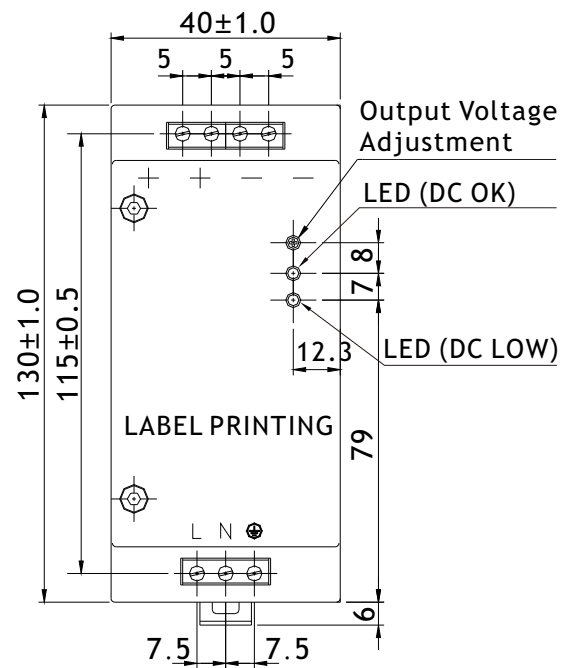 40±1.0
5 5 5
Output Voltage
Adjustment
+ + − −
LED (DC OK)
8
7
130±1.0
115±0.5
12.3
LED (DC LOW)
LABEL PRINTING
79
L N
6
7.5 7.5